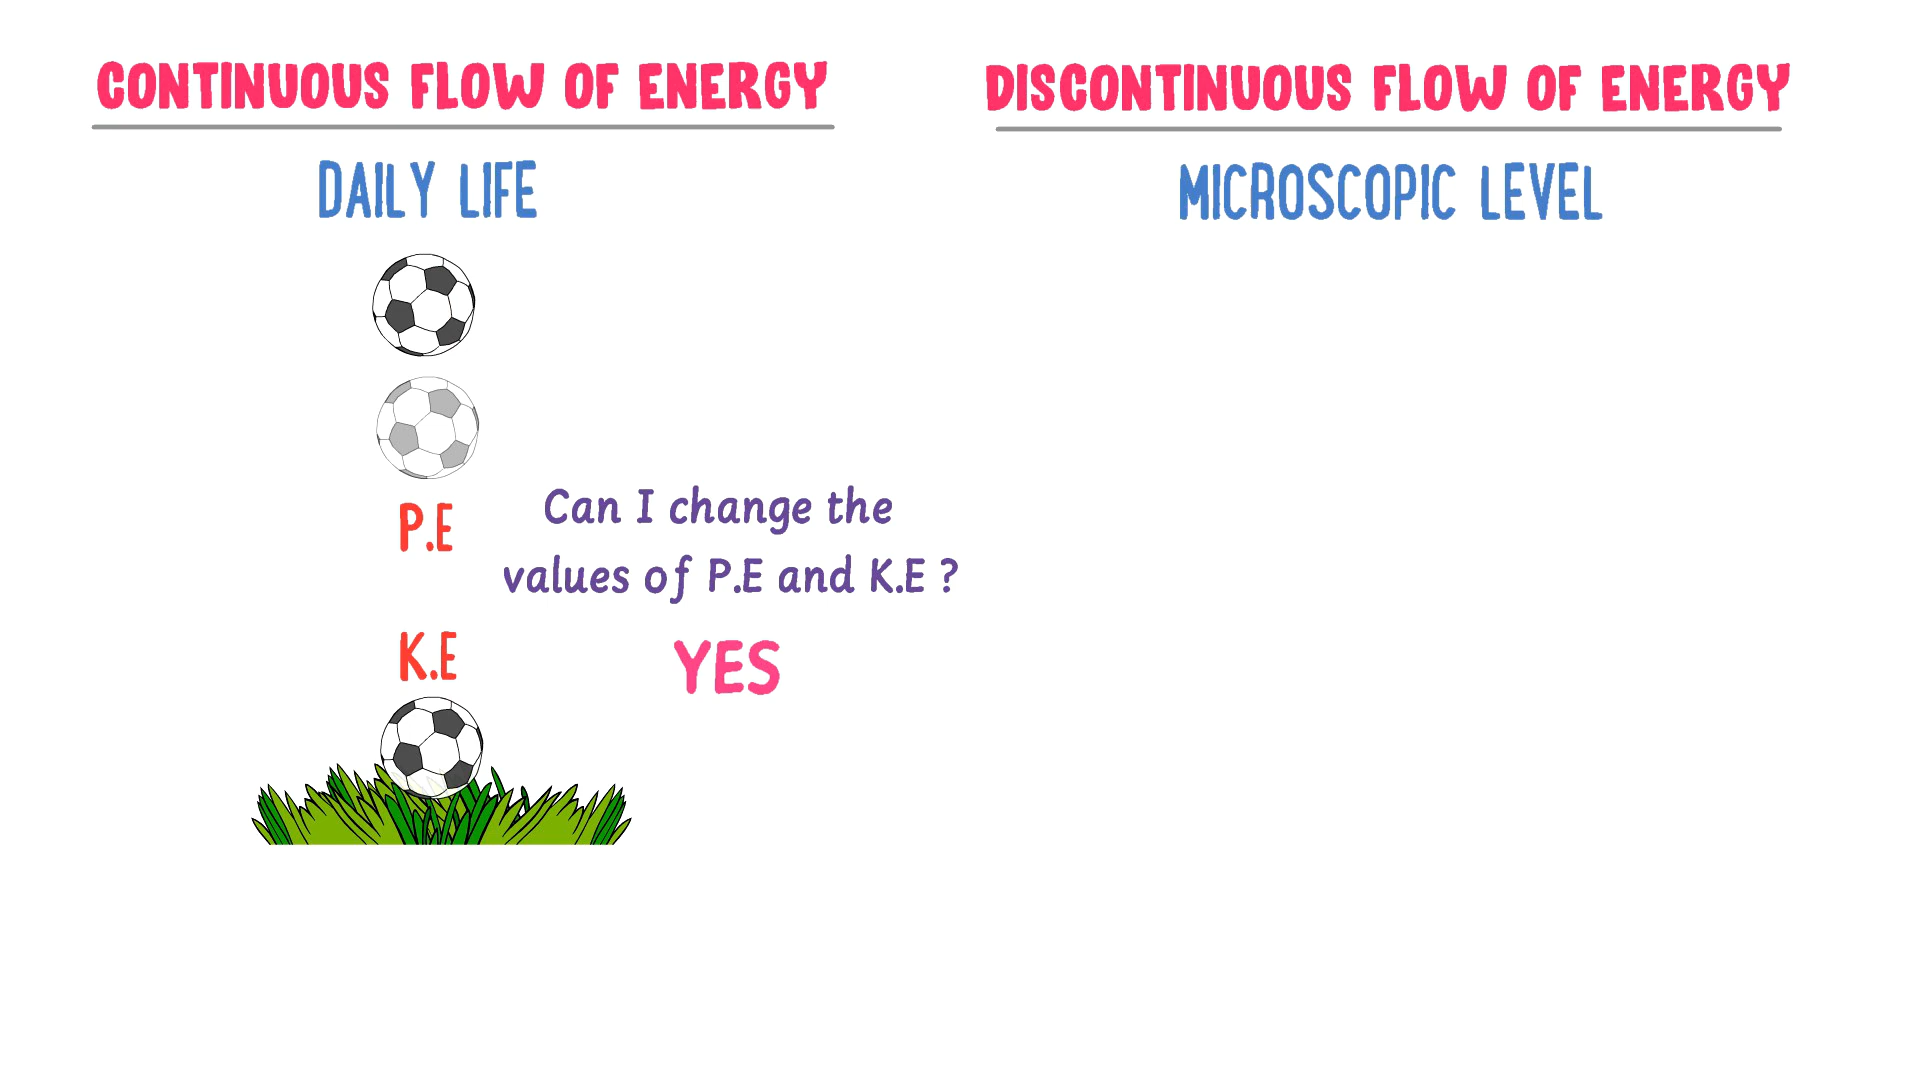 CONTINUOUS FLOW OF ENERGY
DAILY LIFE
P.E
K.E
Can I change the
values of P.E and K.E ?
YES
DISCONTINUOUS FLOW OF ENERGY
MICROSCOPIC LEVEL